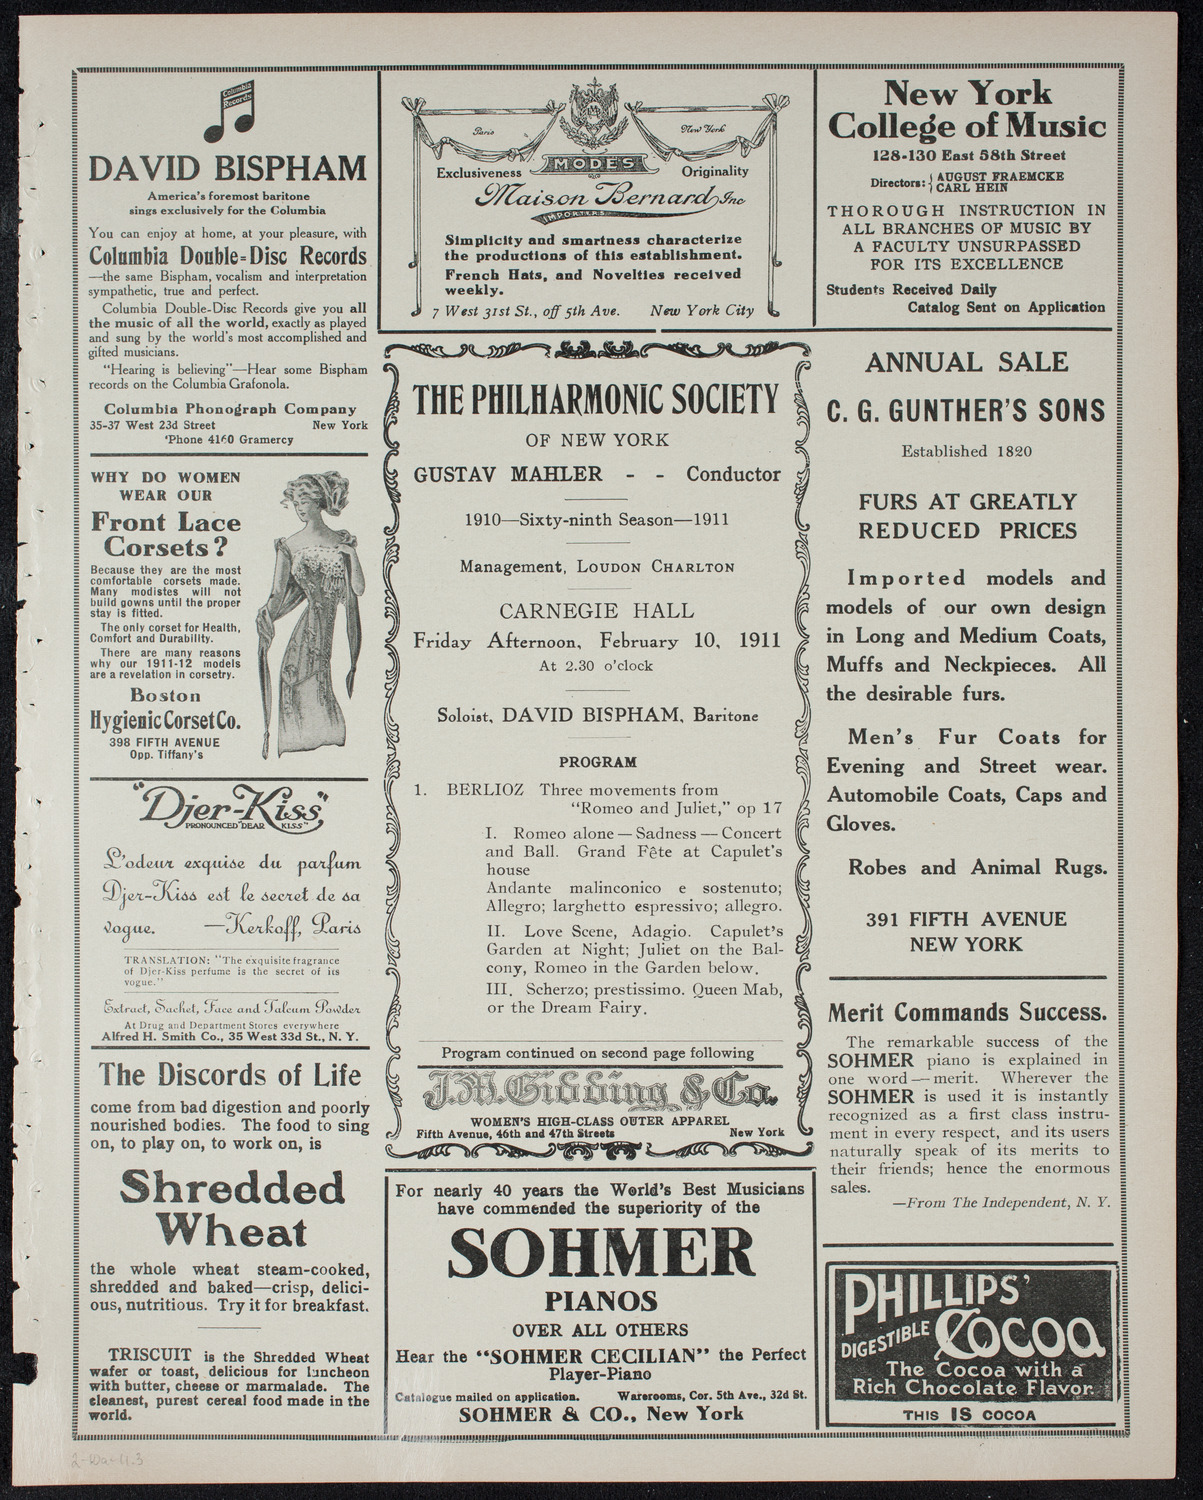 Columbia
Records
DAVID BISPHAM
America's foremost baritone
sings exclusively for the Columbia
You can enjoy at home, at your pleasure, with
Columbia Double=Disc Records
—the same Bispham, vocalism and interpretation
sympathetic, true and perfect.
Columbia Double-Disc Records give you all
the music of all the world, exactly as played
and sung by the world's most accomplished and
gifted musicians.
"Hearing is believing"—Hear some Bispham
records on the Columbia Grafonola.
Columbia Phonograph Company
35-37 West 23d Street New York
'Phone 4160 Gramercy
WHY DO WOMEN
WEAR OUR
Front Lace
Corsets?
Because they are the most
comfortable corsets made.
Many modistes will not
build gowns until the proper
stay is fitted.
The only corset for Health,
Comfort and Durability.
There are many reasons
why our 1911-12 models
are a revelation in corsetry.
Boston
Hygienic Corset Co.
398 FIFTH AVENUE
Opp. Tiffany's
"Djer-Kiss"
PRONOUNCED "DEAR KISS"
L'odeur exquise du parfum
Djer-Kiss est le secret de sa
vogue. —Kerkoff, Paris
TRANSLATION: "The exquisite fragrance
of Djer-Kiss perfume is the secret of its
vogue."
Extract, Sachet, Face and Talcum Powder
At Drug and Department Stores everywhere
Alfred H. Smith Co., 35 West 33d St., N. Y.
The Discords of Life
come from bad digestion and poorly
nourished bodies. The food to sing
on, to play on, to work on, is
Shredded
Wheat
the whole wheat steam-cooked,
shredded and baked—crisp, delici-
ous, nutritious. Try it for breakfast.
TRISCUIT is the Shredded Wheat
wafer or toast, delicious for luncheon
with butter, cheese or marmalade. The
cleanest, purest cereal food made in the
world.
Paris New York
MODES
Exclusiveness Originality
Maison Bernard Inc
IMPORTERS
Simplicity and smartness characterize
the productions of this establishment.
French Hats, and Novelties received
weekly.
7 West 31st St., off 5th Ave. New York City
THE PHILHARMONIC SOCIETY
OF NEW YORK
GUSTAV MAHLER - - Conductor
1910—Sixty-ninth Season—1911
Management, LOUDON CHARLTON
CARNEGIE HALL
Friday Afternoon, February 10, 1911
At 2.30 o'clock
Soloist, DAVID BISPHAM, Baritone
PROGRAM
1. BERLIOZ Three movements from
"Romeo and Juliet," op 17
I. Romeo alone — Sadness — Concert
and Ball. Grand Fête at Capulet's
house
Andante malinconico e sostenuto;
Allegro; larghetto espressivo; allegro.
II. Love Scene, Adagio. Capulet's
Garden at Night; Juliet on the Bal-
cony, Romeo in the Garden below.
III. Scherzo; prestissimo. Queen Mab,
or the Dream Fairy.
Program continued on second page following
J.M. Gidding & Co.
WOMEN'S HIGH-CLASS OUTER APPAREL
Fifth Avenue, 46th and 47th Streets New York
For nearly 40 years the World's Best Musicians
have commended the superiority of the
SOHMER
PIANOS
OVER ALL OTHERS
Hear the "SOHMER CECILIAN" the Perfect
Player-Piano
Catalogue mailed on application. Warerooms, Cor. 5th Ave., 32d St.
SOHMER & CO., New York
New York
College of Music
128-130 East 58th Street
Directors: { AUGUST FRAEMCKE
CARL HEIN
THOROUGH INSTRUCTION IN
ALL BRANCHES OF MUSIC BY
A FACULTY UNSURPASSED
FOR ITS EXCELLENCE
Students Received Daily
Catalog Sent on Application
ANNUAL SALE
C. G. GUNTHER'S SONS
Established 1820
FURS AT GREATLY
REDUCED PRICES
Imported models and
models of our own design
in Long and Medium Coats,
Muffs and Neckpieces. All
the desirable furs.
Men's Fur Coats for
Evening and Street wear.
Automobile Coats, Caps and
Gloves.
Robes and Animal Rugs.
391 FIFTH AVENUE
NEW YORK
Merit Commands Success.
The remarkable success of the
SOHMER piano is explained in
one word — merit. Wherever the
SOHMER is used it is instantly
recognized as a first class instru-
ment in every respect, and its users
naturally speak of its merits to
their friends; hence the enormous
sales.
—From The Independent, N. Y.
PHILLIPS'
DIGESTIBLE COCOA
The Cocoa with a
Rich Chocolate Flavor
THIS IS COCOA